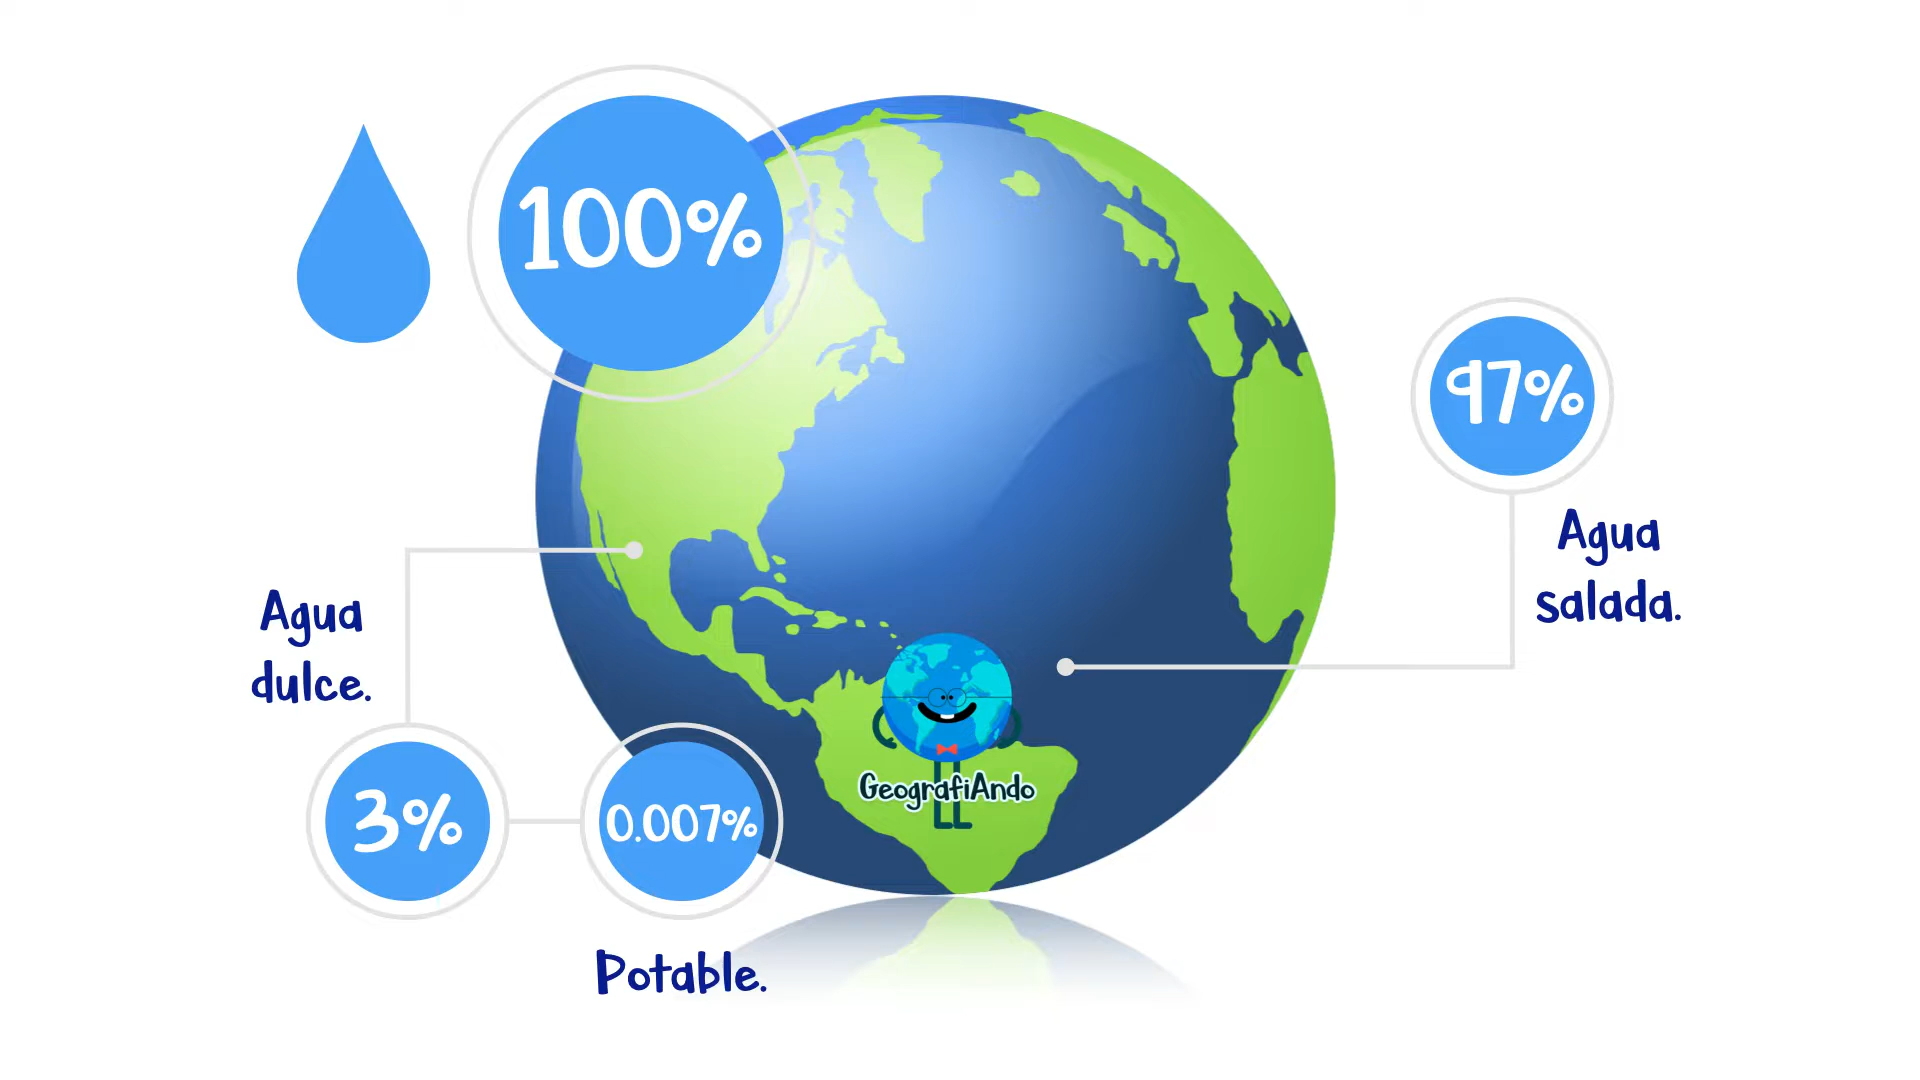 100%
97%
Agua
salada.
Agua
dulce.
3%
0.007%
GeografiAndo
Potable.